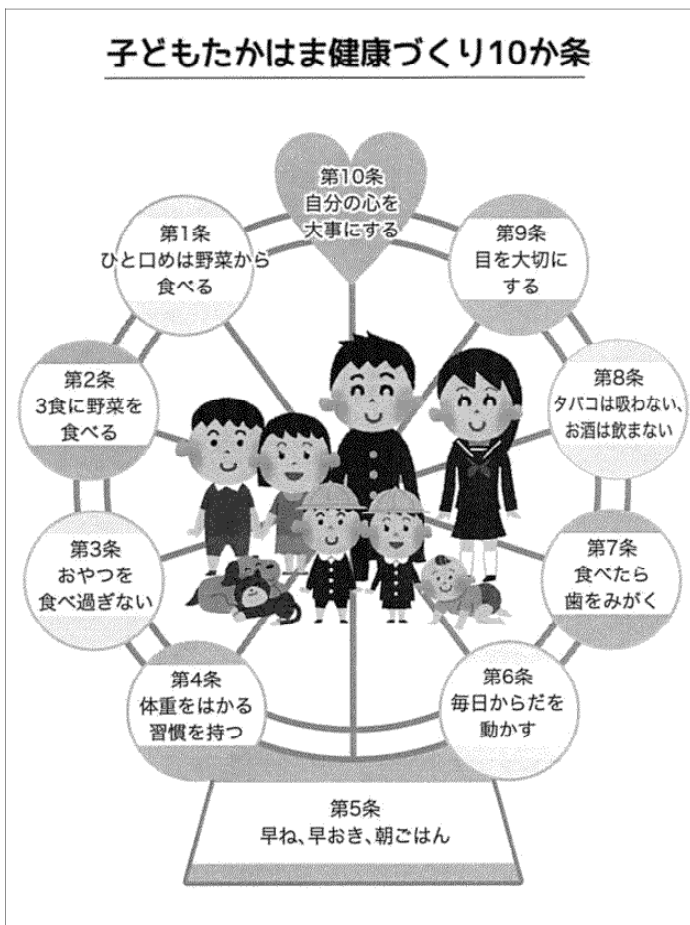 子どもたかはま健康づくり10か条
第1条
ひと口めは野菜から
食べる
第2条
3食に野菜を
食べる
第3条
おやつを
食べ過ぎない
第4条
体重をはかる
習慣を持つ
第5条
早ね、早おき、朝ごはん
第6条
毎日からだを
動かす
第7条
食べたら
歯をみがく
第8条
タバコは吸わない、
お酒は飲まない
第9条
目を大切に
する
第10条
自分の心を
大事にする